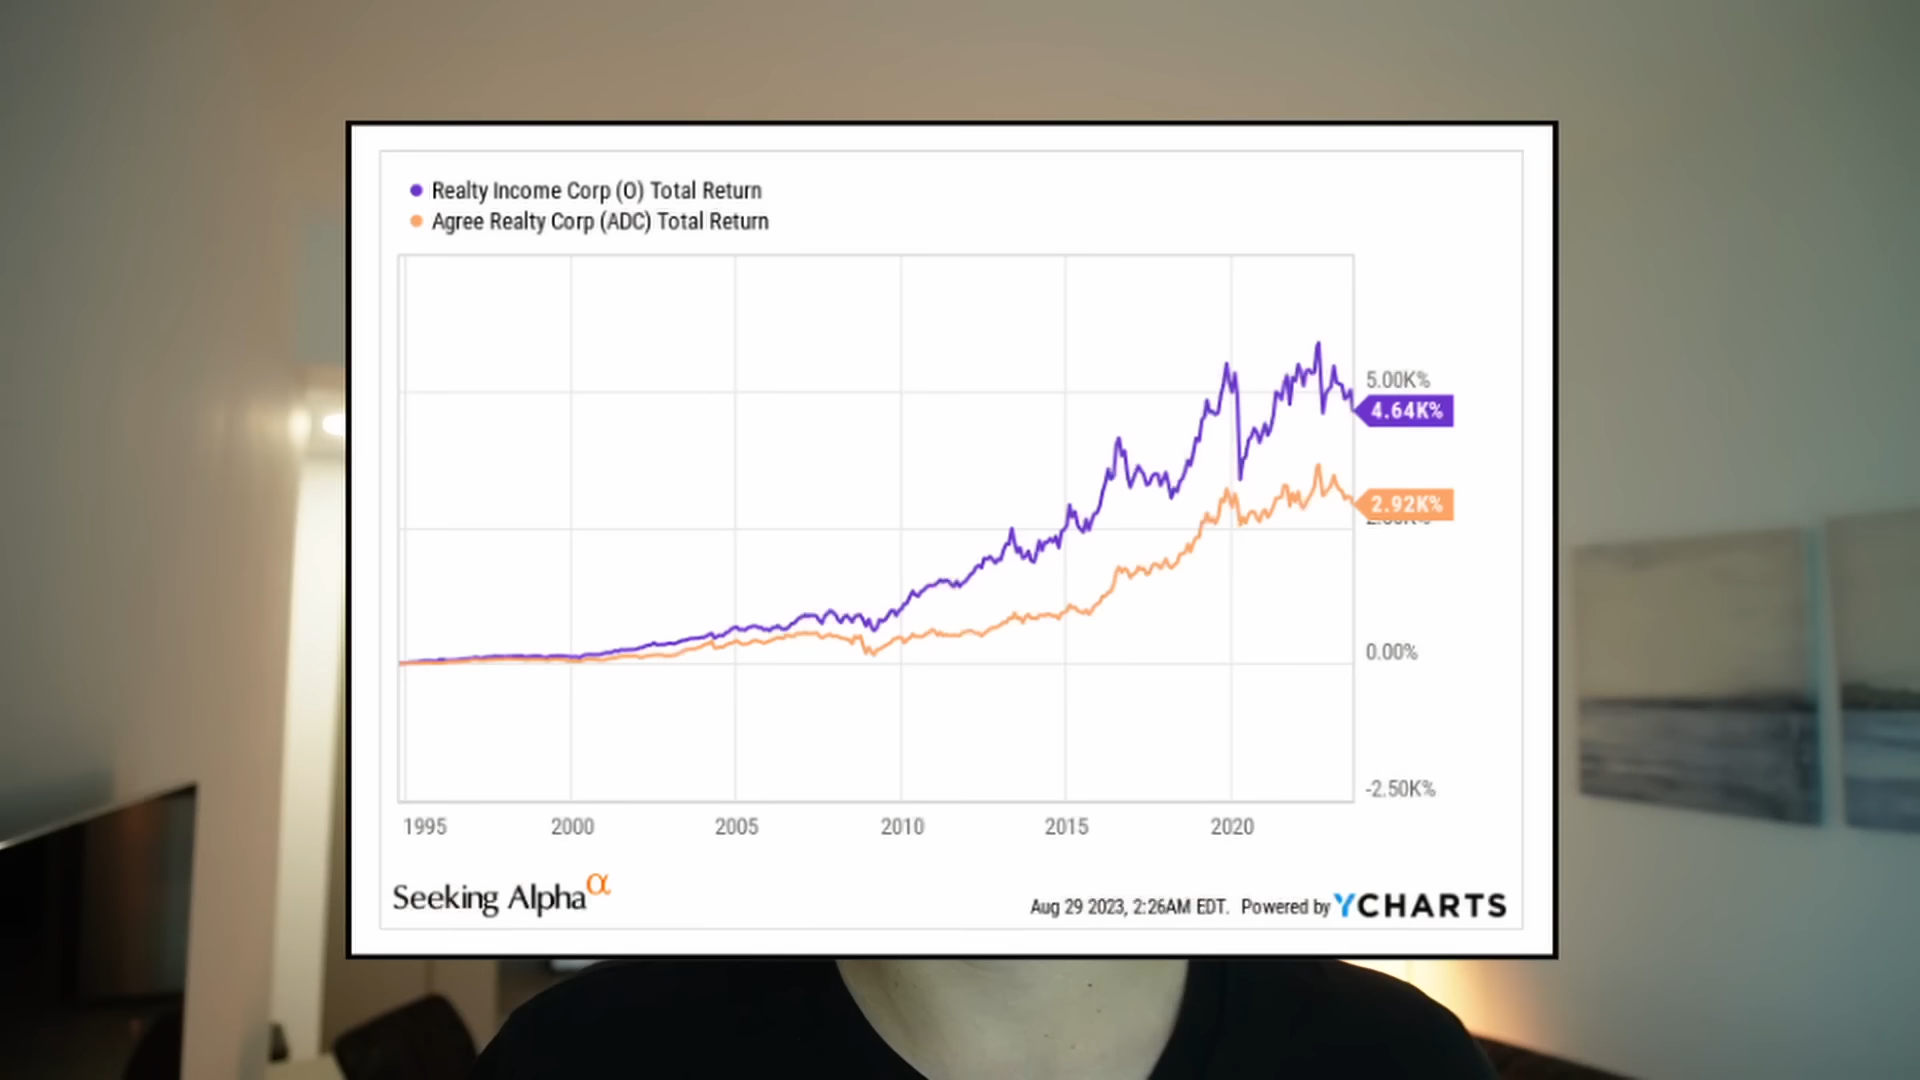 Realty Income Corp (O) Total Return
Agree Realty Corp (ADC) Total Return
5.00K%
4.64K%
2.92K%
0.00%
-2.50K%
1995 2000 2005 2010 2015 2020
Seeking Alphaα
Aug 29 2023, 2:26AM EDT. Powered by YCHARTS